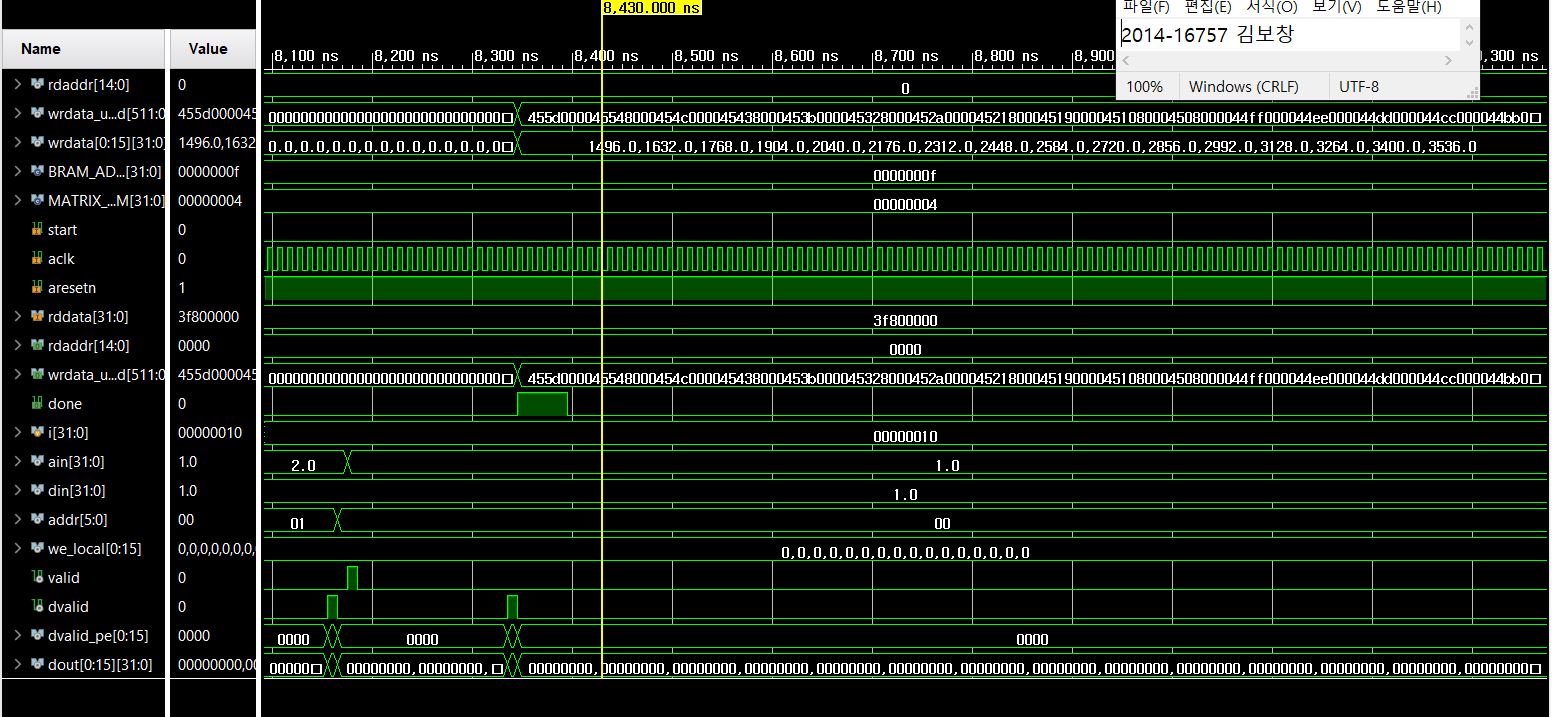 8,430.000 ns
파일(F) 편집(E) 서식(O) 보기(V) 도움말(H)
2014-16757 김보창
100% Windows (CRLF) UTF-8
Name Value
8,100 ns 8,200 ns 8,300 ns 8,400 ns 8,500 ns 8,600 ns 8,700 ns 8,800 ns 8,900 ,300 ns
rdaddr[14:0] 0 0
wrdata_u...d[511:0 455d000045 000000000000000000000000000000 455d000045548000454c000045438000453b000045328000452a00004521800045190000451080004508000044ff000044ee000044dd000044cc000044bb0
wrdata[0:15][31:0] 1496.0,1632 0.0,0.0,0.0,0.0,0.0,0.0,0.0,0 1496.0,1632.0,1768.0,1904.0,2040.0,2176.0,2312.0,2448.0,2584.0,2720.0,2856.0,2992.0,3128.0,3264.0,3400.0,3536.0
BRAM_AD...[31:0] 0000000f 0000000f
MATRIX_...M[31:0] 00000004 00000004
start 0
aclk 0
aresetn 1
rddata[31:0] 3f800000 3f800000
rdaddr[14:0] 0000 0000
wrdata_u...d[511:0 455d000045 000000000000000000000000000000 455d000045548000454c000045438000453b000045328000452a00004521800045190000451080004508000044ff000044ee000044dd000044cc000044bb0
done 0
i[31:0] 00000010 00000010
ain[31:0] 1.0 2.0 1.0
din[31:0] 1.0 1.0
addr[5:0] 00 01 00
we_local[0:15] 0,0,0,0,0,0, 0,0,0,0,0,0,0,0,0,0,0,0,0,0,0,0
valid 0
dvalid 0
dvalid_pe[0:15] 0000 0000 0000 0000
dout[0:15][31:0] 00000000,00 00000 00000000,00000000, 00000000,00000000,00000000,00000000,00000000,00000000,00000000,00000000,00000000,00000000,00000000,00000000,00000000,00000000